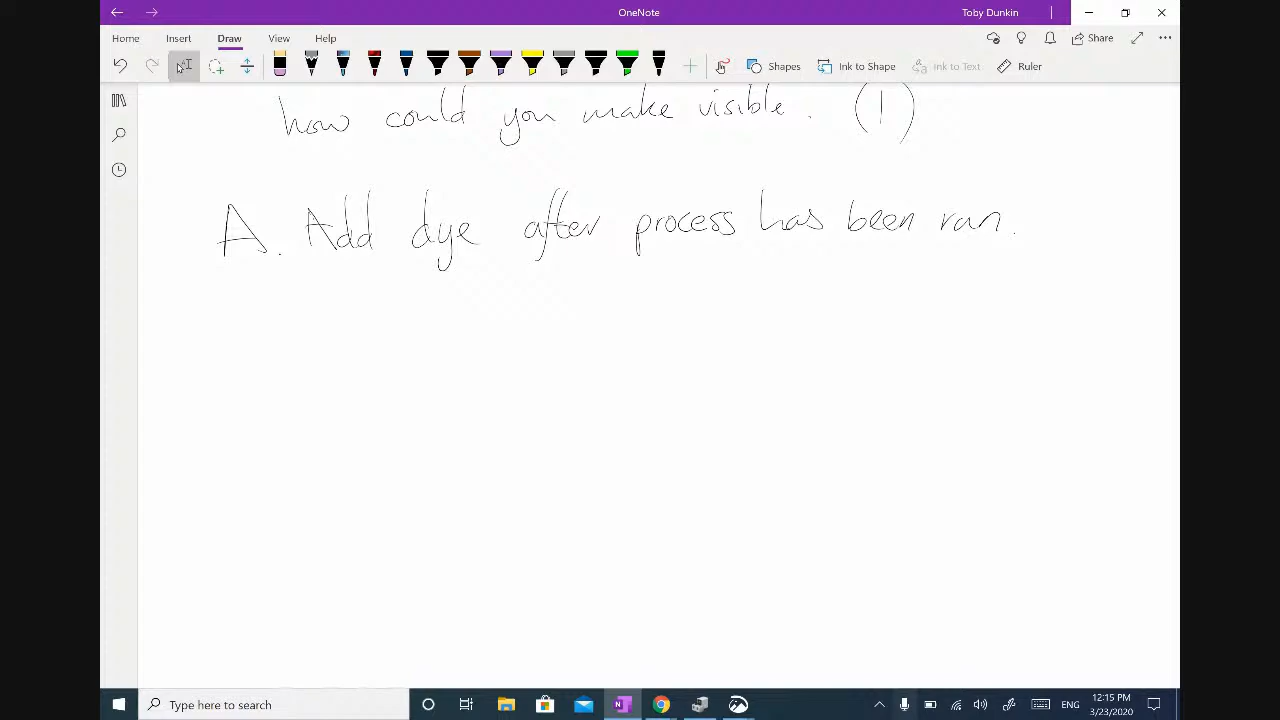 OneNote
Toby Dunkin
Home Insert Draw View Help
Share
Shapes Ink to Shape Ink to Text Ruler
how could you make visible. (1)
A. Add dye after process has been ran.
Type here to search
ENG
12:15 PM
3/23/2020